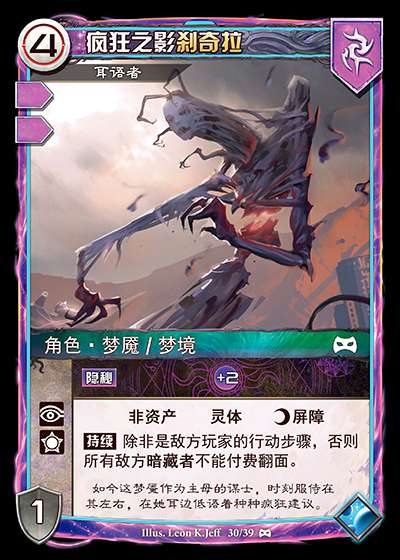 4
疯狂之影刹奇拉
耳语者
角色·梦魇/梦境
隐秘
+2
非资产 灵体 屏障
持续 除非是敌方玩家的行动步骤，否则
所有敌方暗藏者不能付费翻面。
如今这梦魇作为主母的谋士，时刻服侍在
其左右，在她耳边低语着种种疯狂建议。
1
Illus. Leon K.Jeff 30/39